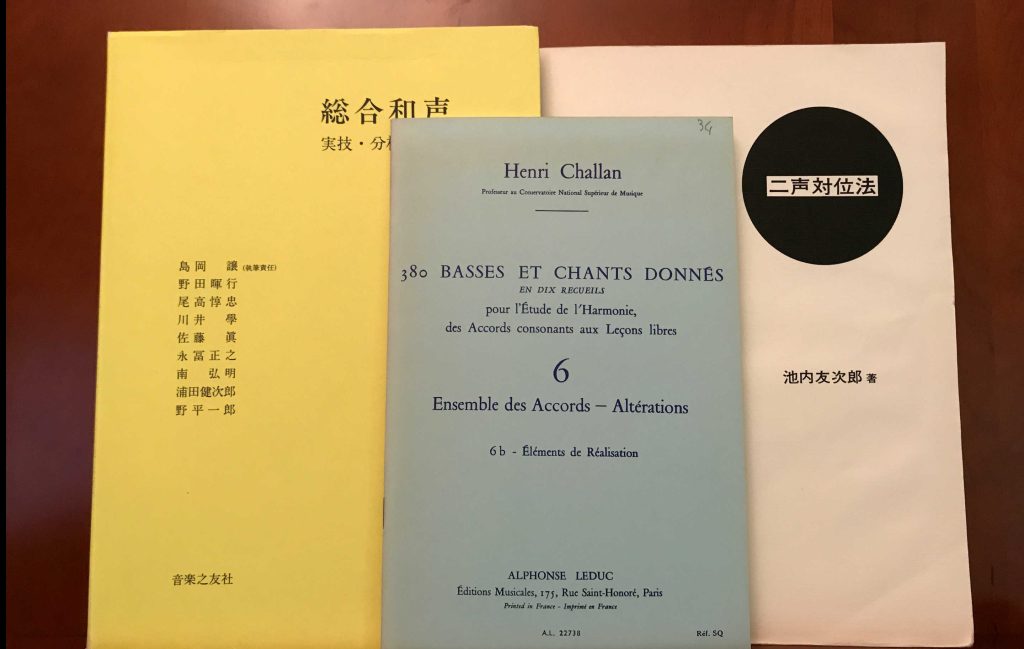 総合和声
実技・分
島岡 譲 (執筆責任)
野田暉行
尾高惇忠
川井 學
佐藤 眞
永冨正之
南 弘明
浦田健次郎
野平一郎
音楽之友社
34
Henri Challan
Professeur au Conservatoire National Supérieur de Musique
380 BASSES ET CHANTS DONNÉS
EN DIX RECUEILS
pour l'Étude de l'Harmonie,
des Accords consonants aux Leçons libres
6
Ensemble des Accords – Altérations
6 b - Éléments de Réalisation
ALPHONSE LEDUC
Éditions Musicales, 175, Rue Saint-Honoré, Paris
Printed in France - Imprimé en France
A.L. 22738
Réf. SQ
二声対位法
池内友次郎 著